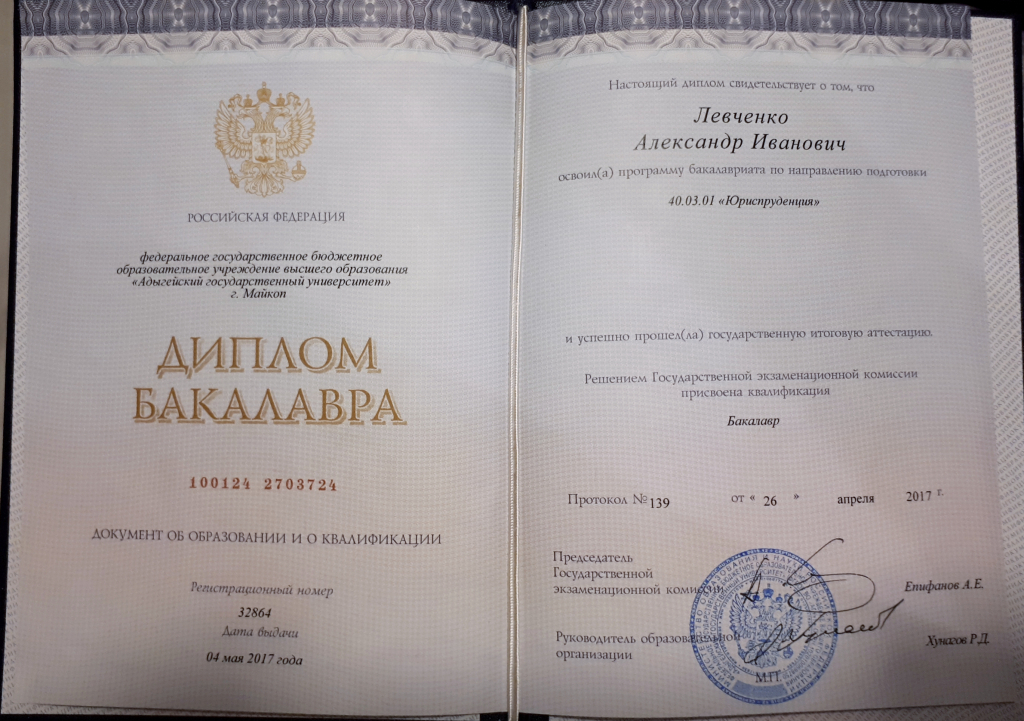 РОССИЙСКАЯ ФЕДЕРАЦИЯ
федеральное государственное бюджетное
образовательное учреждение высшего образования
«Адыгейский государственный университет»
г. Майкоп
ДИПЛОМ
БАКАЛАВРА
100124 2703724
ДОКУМЕНТ ОБ ОБРАЗОВАНИИ И О КВАЛИФИКАЦИИ
Регистрационный номер
32864
Дата выдачи
04 мая 2017 года
Настоящий диплом свидетельствует о том, что
Левченко
Александр Иванович
освоил(а) программу бакалавриата по направлению подготовки
40.03.01 «Юриспруденция»
и успешно прошел(ла) государственную итоговую аттестацию.
Решением Государственной экзаменационной комиссии
присвоена квалификация
Бакалавр
Протокол № 139 от « 26 » апреля 2017 г.
Председатель
Государственной
экзаменационной комиссии Епифанов А.Е.
Руководитель образовательной Хунагов Р.Д.
организации
М.П.